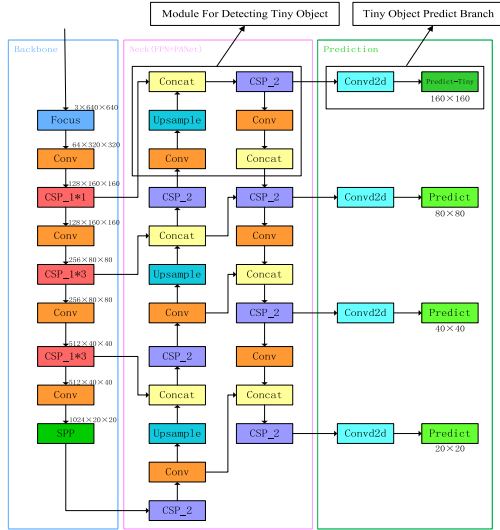 Module For Detecting Tiny Object
Tiny Object Predict Branch
Backbone
Neck(FPN+PANet)
Prediction
3×640×640
Focus
64×320×320
Conv
128×160×160
CSP_1*1
128×160×160
Conv
256×80×80
CSP_1*3
256×80×80
Conv
512×40×40
CSP_1*3
512×40×40
Conv
1024×20×20
SPP
Concat
Upsample
Conv
CSP_2
Concat
Upsample
Conv
CSP_2
Concat
Upsample
Conv
CSP_2
CSP_2
Conv
Concat
CSP_2
Conv
Concat
CSP_2
Conv
Concat
CSP_2
Convd2d
Predict-Tiny
160×160
Convd2d
Predict
80×80
Convd2d
Predict
40×40
Convd2d
Predict
20×20